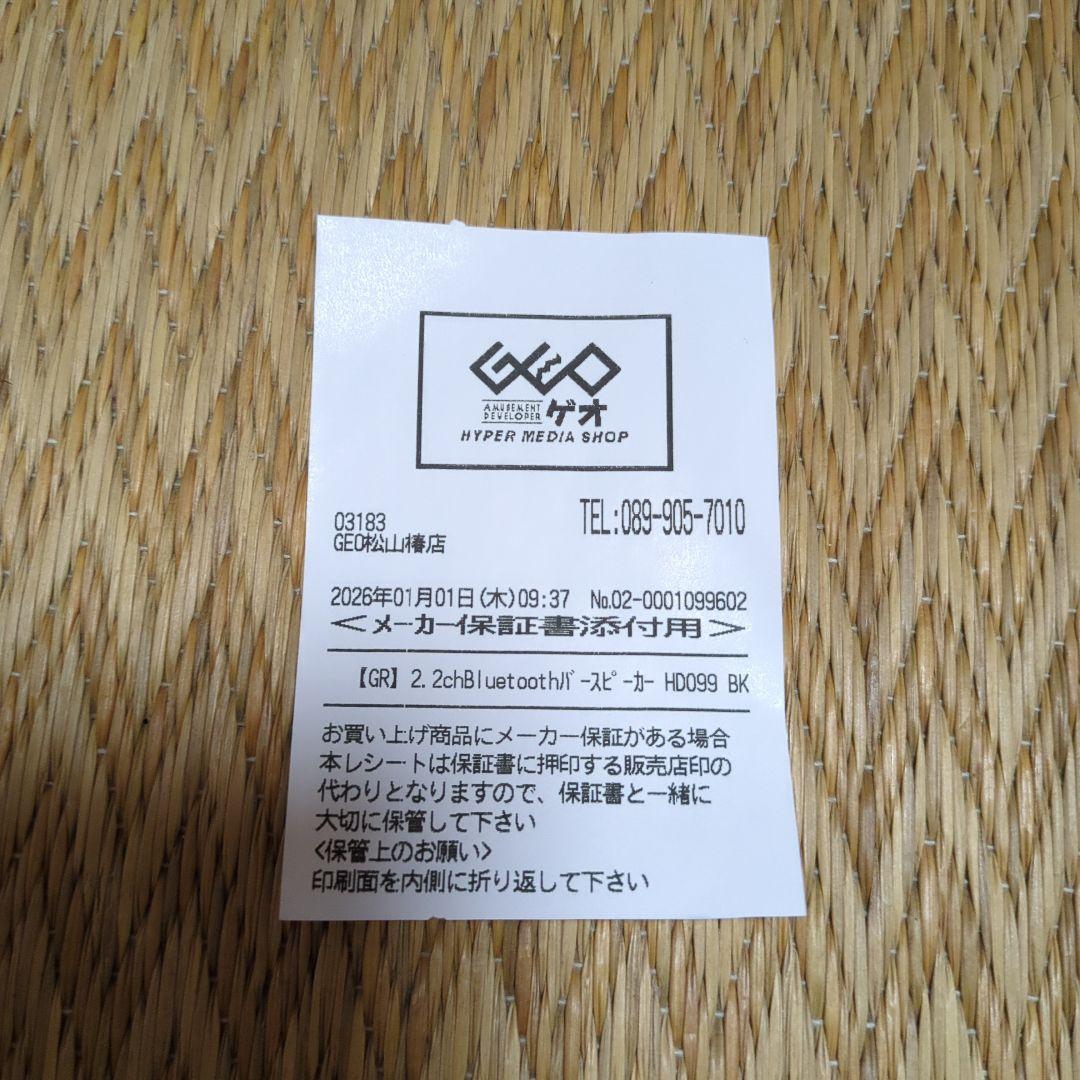 GEO
AMUSEMENT
DEVELOPER
ゲオ
HYPER MEDIA SHOP
TEL:089-905-7010
03183
GEO松山椿店
2026年01月01日(木)09:37 №02-0001099602
＜メーカー保証書添付用＞
【GR】2.2chBluetoothﾊﾞｰｽﾋﾟｰｶｰ HD099 BK
お買い上げ商品にメーカー保証がある場合
本レシートは保証書に押印する販売店印の
代わりとなりますので、保証書と一緒に
大切に保管して下さい
<保管上のお願い>
印刷面を内側に折り返して下さい